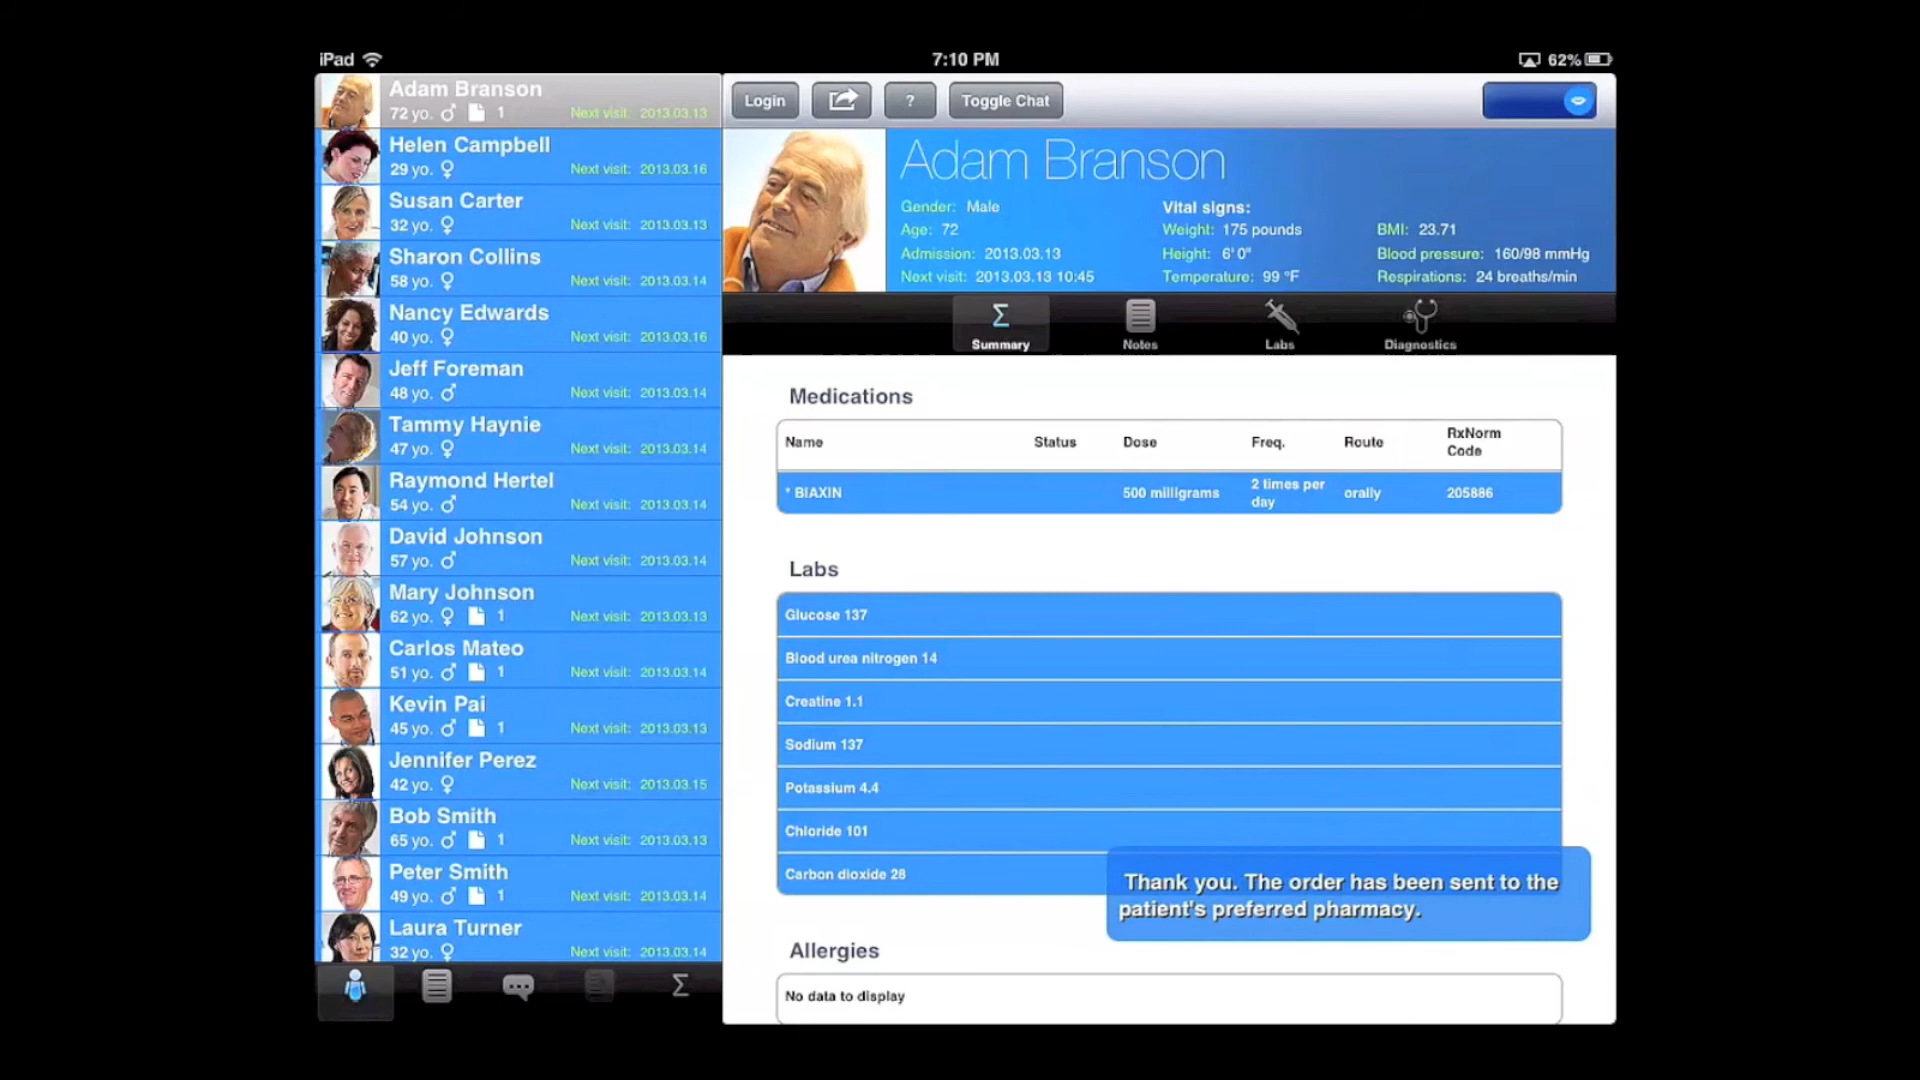 iPad
7:10 PM
62%
Adam Branson
72 yo. ♂ 1 Next visit: 2013.03.13
Helen Campbell
29 yo. ♀ Next visit: 2013.03.16
Susan Carter
32 yo. ♀ Next visit: 2013.03.13
Sharon Collins
58 yo. ♀ Next visit: 2013.03.14
Nancy Edwards
40 yo. ♀ Next visit: 2013.03.16
Jeff Foreman
48 yo. ♂ Next visit: 2013.03.14
Tammy Haynie
47 yo. ♀ Next visit: 2013.03.14
Raymond Hertel
54 yo. ♂ Next visit: 2013.03.14
David Johnson
57 yo. ♂ Next visit: 2013.03.14
Mary Johnson
62 yo. ♀ 1 Next visit: 2013.03.13
Carlos Mateo
51 yo. ♂ 1 Next visit: 2013.03.14
Kevin Pai
45 yo. ♂ 1 Next visit: 2013.03.13
Jennifer Perez
42 yo. ♀ Next visit: 2013.03.15
Bob Smith
65 yo. ♂ 1 Next visit: 2013.03.13
Peter Smith
49 yo. ♂ 1 Next visit: 2013.03.14
Laura Turner
32 yo. ♀ Next visit: 2013.03.14
Σ
Login ? Toggle Chat
Adam Branson
Gender: Male
Age: 72
Admission: 2013.03.13
Next visit: 2013.03.13 10:45
Vital signs:
Weight: 175 pounds
Height: 6' 0"
Temperature: 99 °F
BMI: 23.71
Blood pressure: 160/98 mmHg
Respirations: 24 breaths/min
Σ
Summary Notes Labs Diagnostics
Medications
Name Status Dose Freq. Route RxNorm Code
* BIAXIN 500 milligrams 2 times per day orally 205886
Labs
Glucose 137
Blood urea nitrogen 14
Creatine 1.1
Sodium 137
Potassium 4.4
Chloride 101
Carbon dioxide 28
Thank you. The order has been sent to the
patient's preferred pharmacy.
Allergies
No data to display